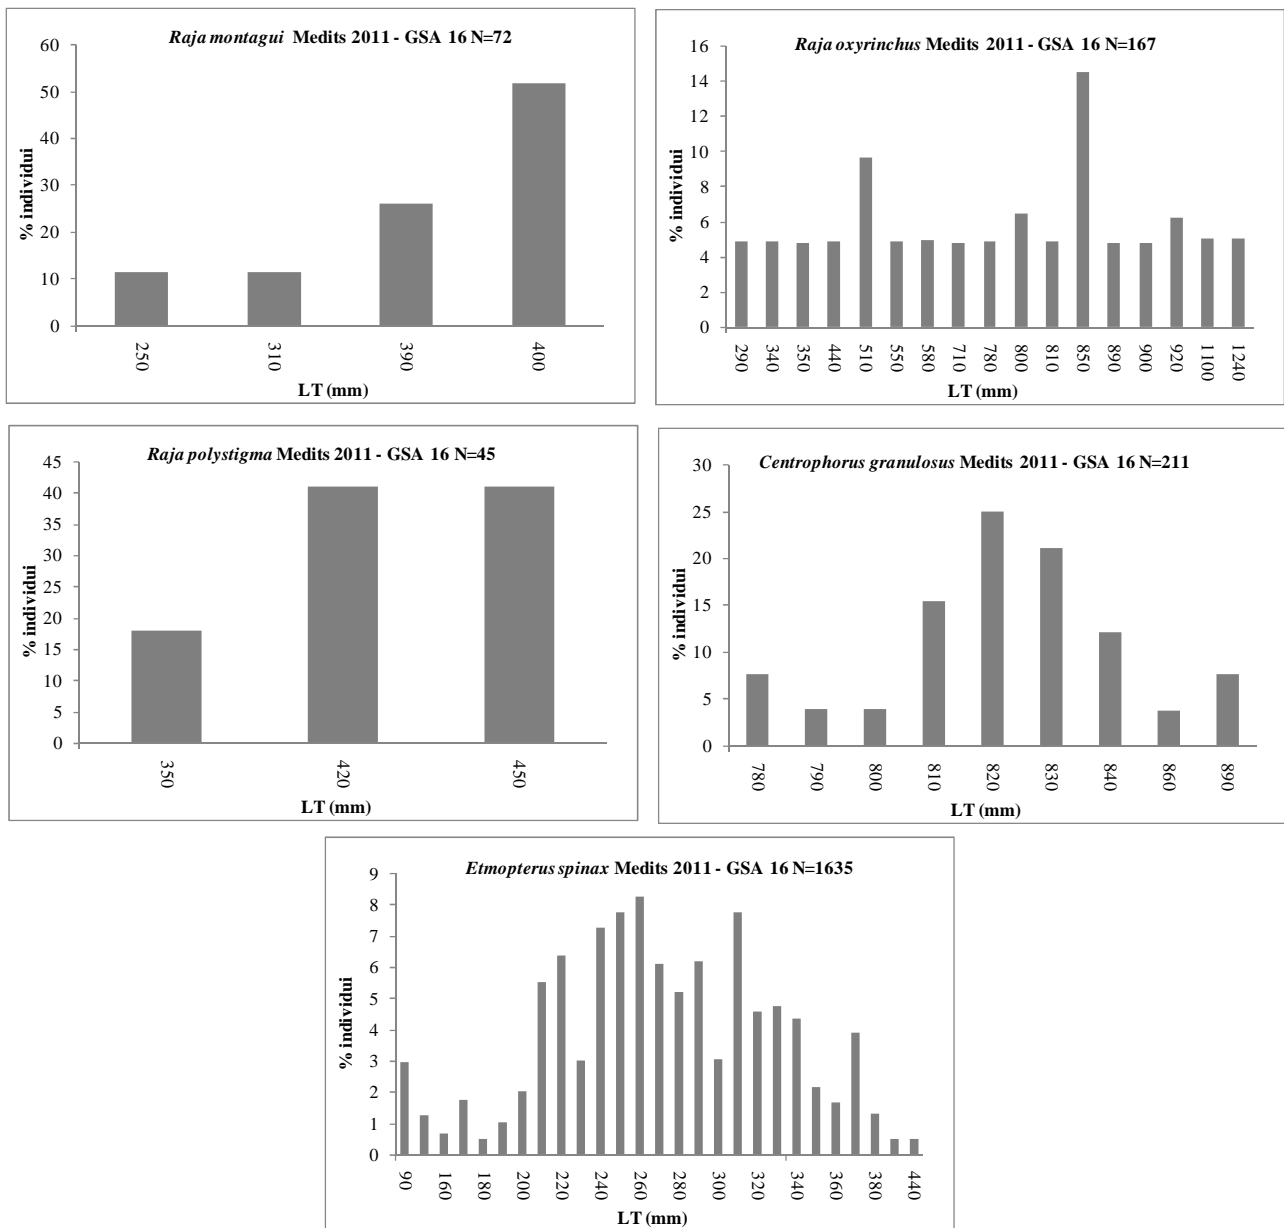 Raja montagui Medits 2011 - GSA 16 N=72
60
50
40
30
20
10
0
% individui
250 310 390 400
LT (mm)
Raja oxyrinchus Medits 2011 - GSA 16 N=167
16
14
12
10
8
6
4
2
0
% individui
290 340 350 440 510 550 580 710 780 800 810 850 890 900 920 1100 1240
LT (mm)
Raja polystigma Medits 2011 - GSA 16 N=45
45
40
35
30
25
20
15
10
5
0
% individui
350 420 450
LT (mm)
Centrophorus granulosus Medits 2011 - GSA 16 N=211
30
25
20
15
10
5
0
% individui
780 790 800 810 820 830 840 860 890
LT (mm)
Etmopterus spinax Medits 2011 - GSA 16 N=1635
9
8
7
6
5
4
3
2
1
0
% individui
90 160 180 200 220 240 260 280 300 320 340 360 380 440
LT (mm)